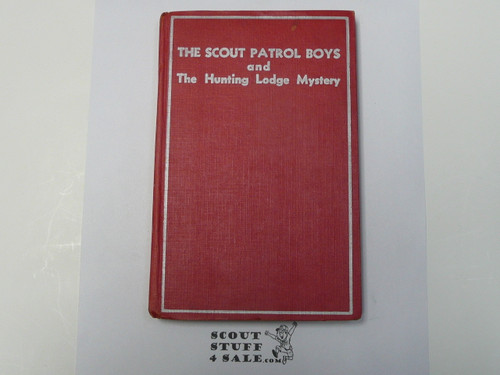 THE SCOUT PATROL BOYS
and
The Hunting Lodge Mystery
SCOUT
STUFF
4 SALE.COM